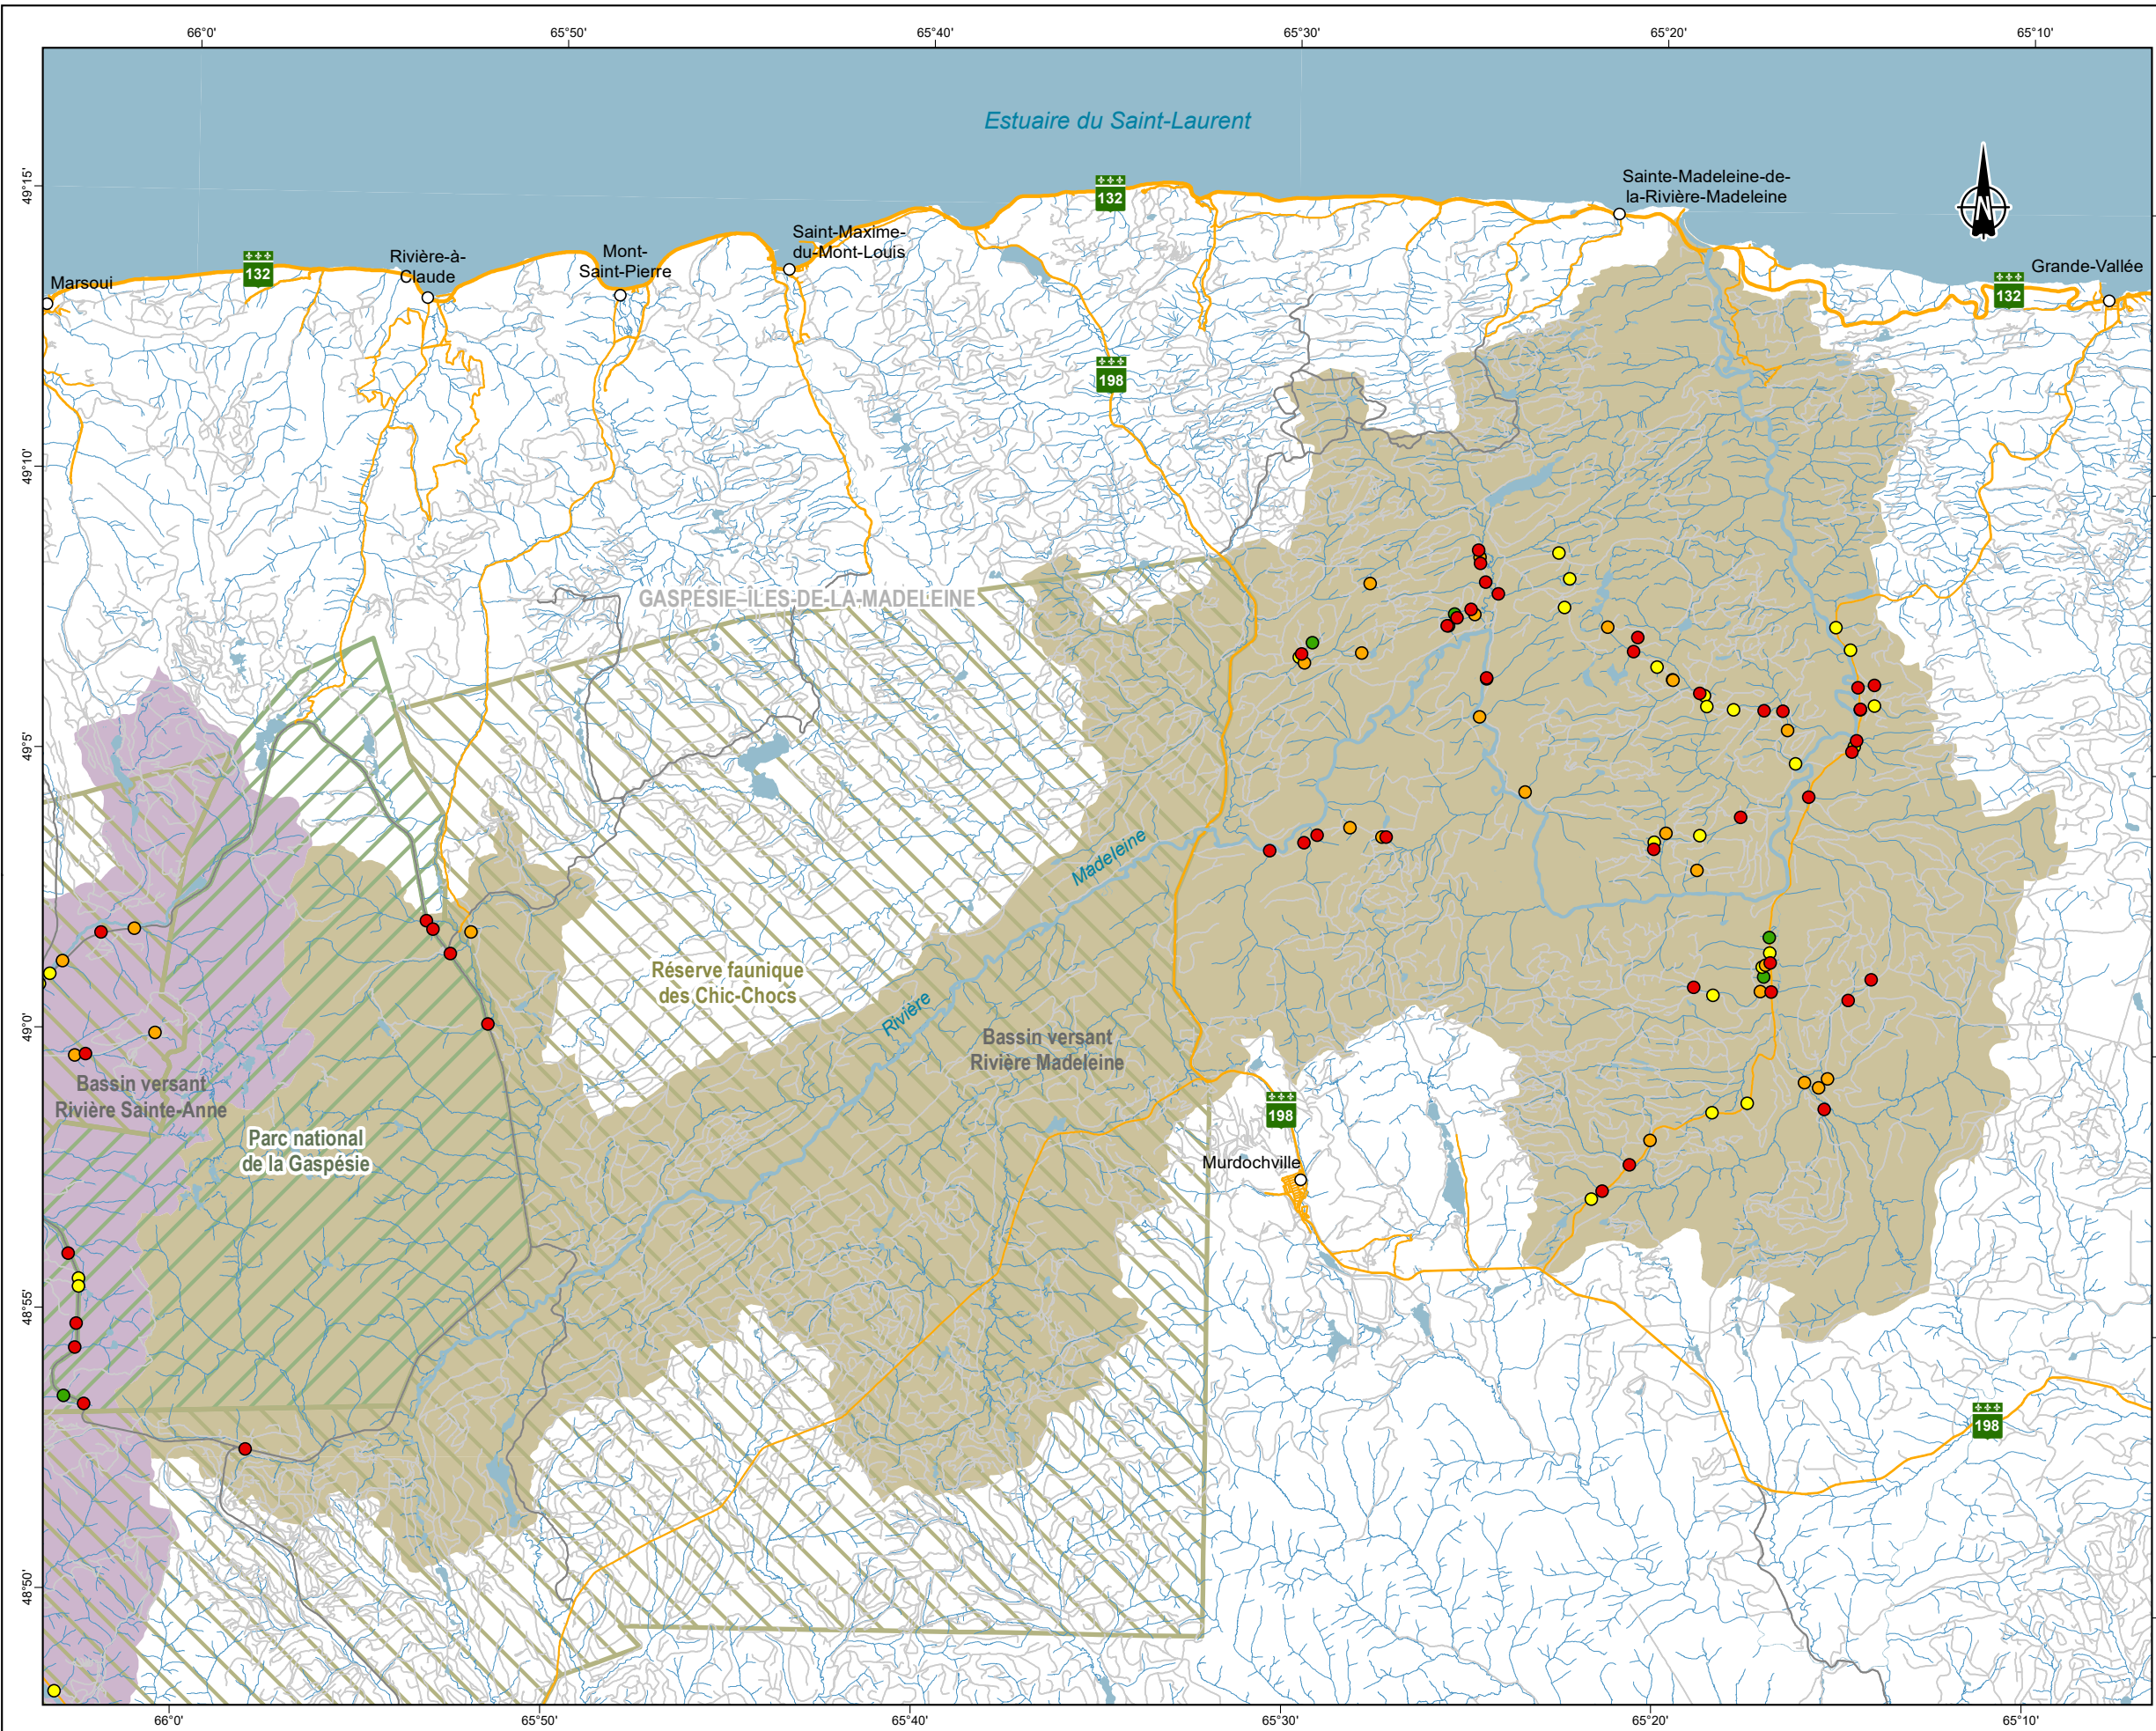 66°0'
65°50'
65°40'
65°30'
65°20'
65°10'
Estuaire du Saint-Laurent
49°15'
132
Sainte-Madeleine-de-
la-Rivière-Madeleine
N
Saint-Maxime-
du-Mont-Louis
Mont-
Saint-Pierre
Rivière-à-
Claude
132
Marsoui
Grande-Vallée
132
198
49°10'
GASPÉSIE–ÎLES-DE-LA-MADELEINE
49°5'
Madeleine
Réserve faunique
des Chic-Chocs
Rivière
49°0'
Bassin versant
Rivière Madeleine
Bassin versant
Rivière Sainte-Anne
198
Parc national
de la Gaspésie
Murdochville
48°55'
198
48°50'
66°0'
65°50'
65°40'
65°30'
65°20'
65°10'